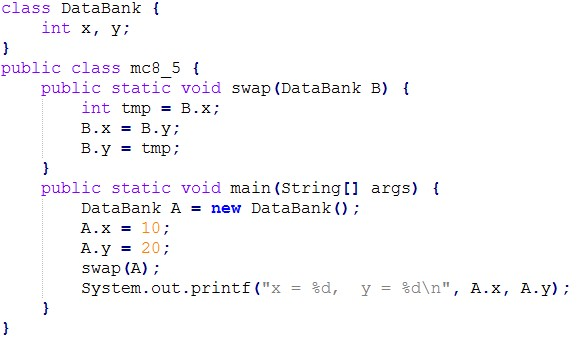 class DataBank {
    int x, y;
}
public class mc8_5 {
    public static void swap(DataBank B) {
        int tmp = B.x;
        B.x = B.y;
        B.y = tmp;
    }
    public static void main(String[] args) {
        DataBank A = new DataBank();
        A.x = 10;
        A.y = 20;
        swap(A);
        System.out.printf("x = %d,  y = %d\n", A.x, A.y);
    }
}